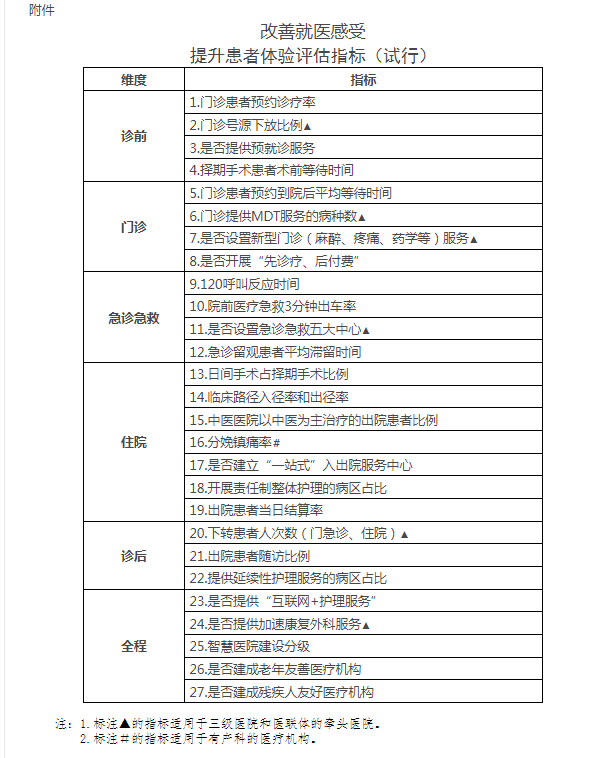 附件
改善就医感受
提升患者体验评估指标（试行）
维度 指标
诊前
1.门诊患者预约诊疗率
2.门诊号源下放比例▲
3.是否提供预就诊服务
4.择期手术患者术前等待时间
门诊
5.门诊患者预约到院后平均等待时间
6.门诊提供MDT服务的病种数▲
7.是否设置新型门诊（麻醉、疼痛、药学等）服务▲
8.是否开展“先诊疗、后付费”
急诊急救
9.120呼叫反应时间
10.院前医疗急救3分钟出车率
11.是否设置急诊急救五大中心▲
12.急诊留观患者平均滞留时间
住院
13.日间手术占择期手术比例
14.临床路径入径率和出径率
15.中医医院以中医为主治疗的出院患者比例
16.分娩镇痛率#
17.是否建立“一站式”入出院服务中心
18.开展责任制整体护理的病区占比
19.出院患者当日结算率
诊后
20.下转患者人次数（门急诊、住院）▲
21.出院患者随访比例
22.提供延续性护理服务的病区占比
全程
23.是否提供“互联网+护理服务”
24.是否提供加速康复外科服务▲
25.智慧医院建设分级
26.是否建成老年友善医疗机构
27.是否建成残疾人友好医疗机构
注：1.标注▲的指标适用于三级医院和医联体的牵头医院。
2.标注#的指标适用于有产科的医疗机构。